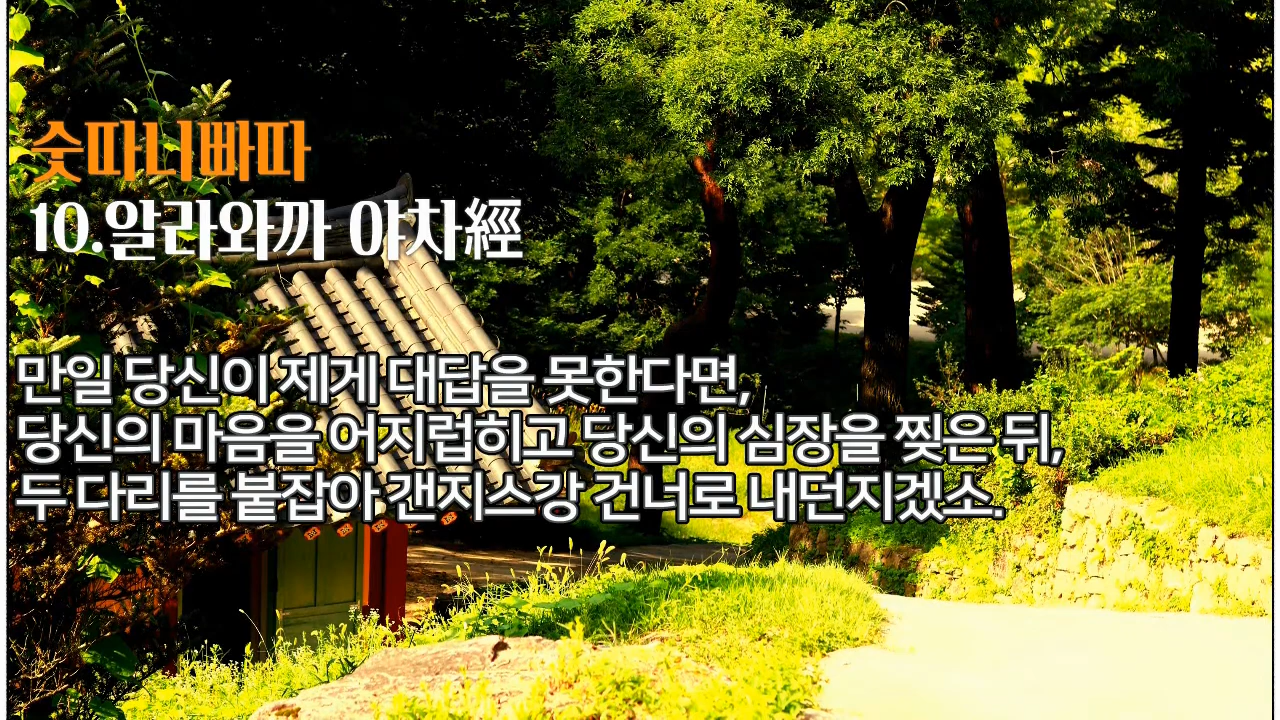 숫따니빠따
10.알라와까 야차經
만일 당신이 제게 대답을 못한다면,
당신의 마음을 어지럽히고 당신의 심장을 찢은 뒤,
두 다리를 붙잡아 갠지스강 건너로 내던지겠소.